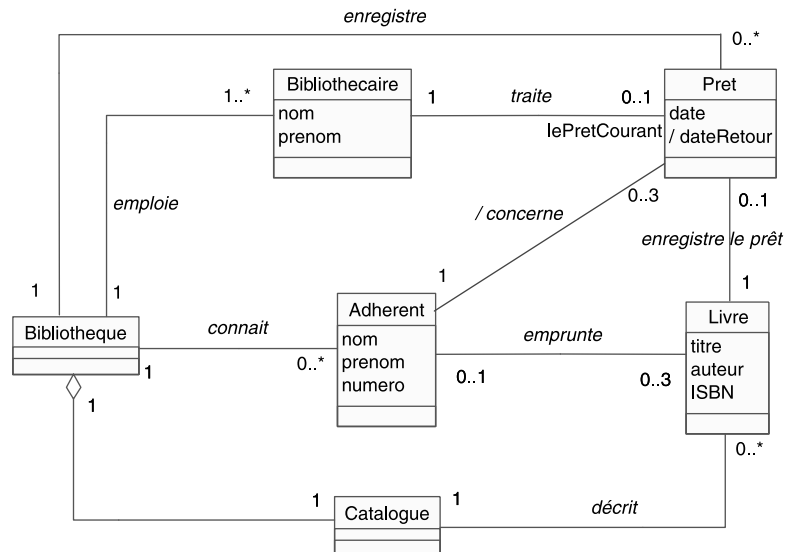 enregistre
0..*
Bibliothecaire
nom
prenom
1..*
1
traite
0..1
lePretCourant
Pret
date
/ dateRetour
emploie
/ concerne
0..3
0..1
enregistre le prêt
1
1
1
1
Bibliotheque
connait
1
0..*
Adherent
nom
prenom
numero
emprunte
0..1
0..3
Livre
titre
auteur
ISBN
1
0..*
1
Catalogue
1
décrit